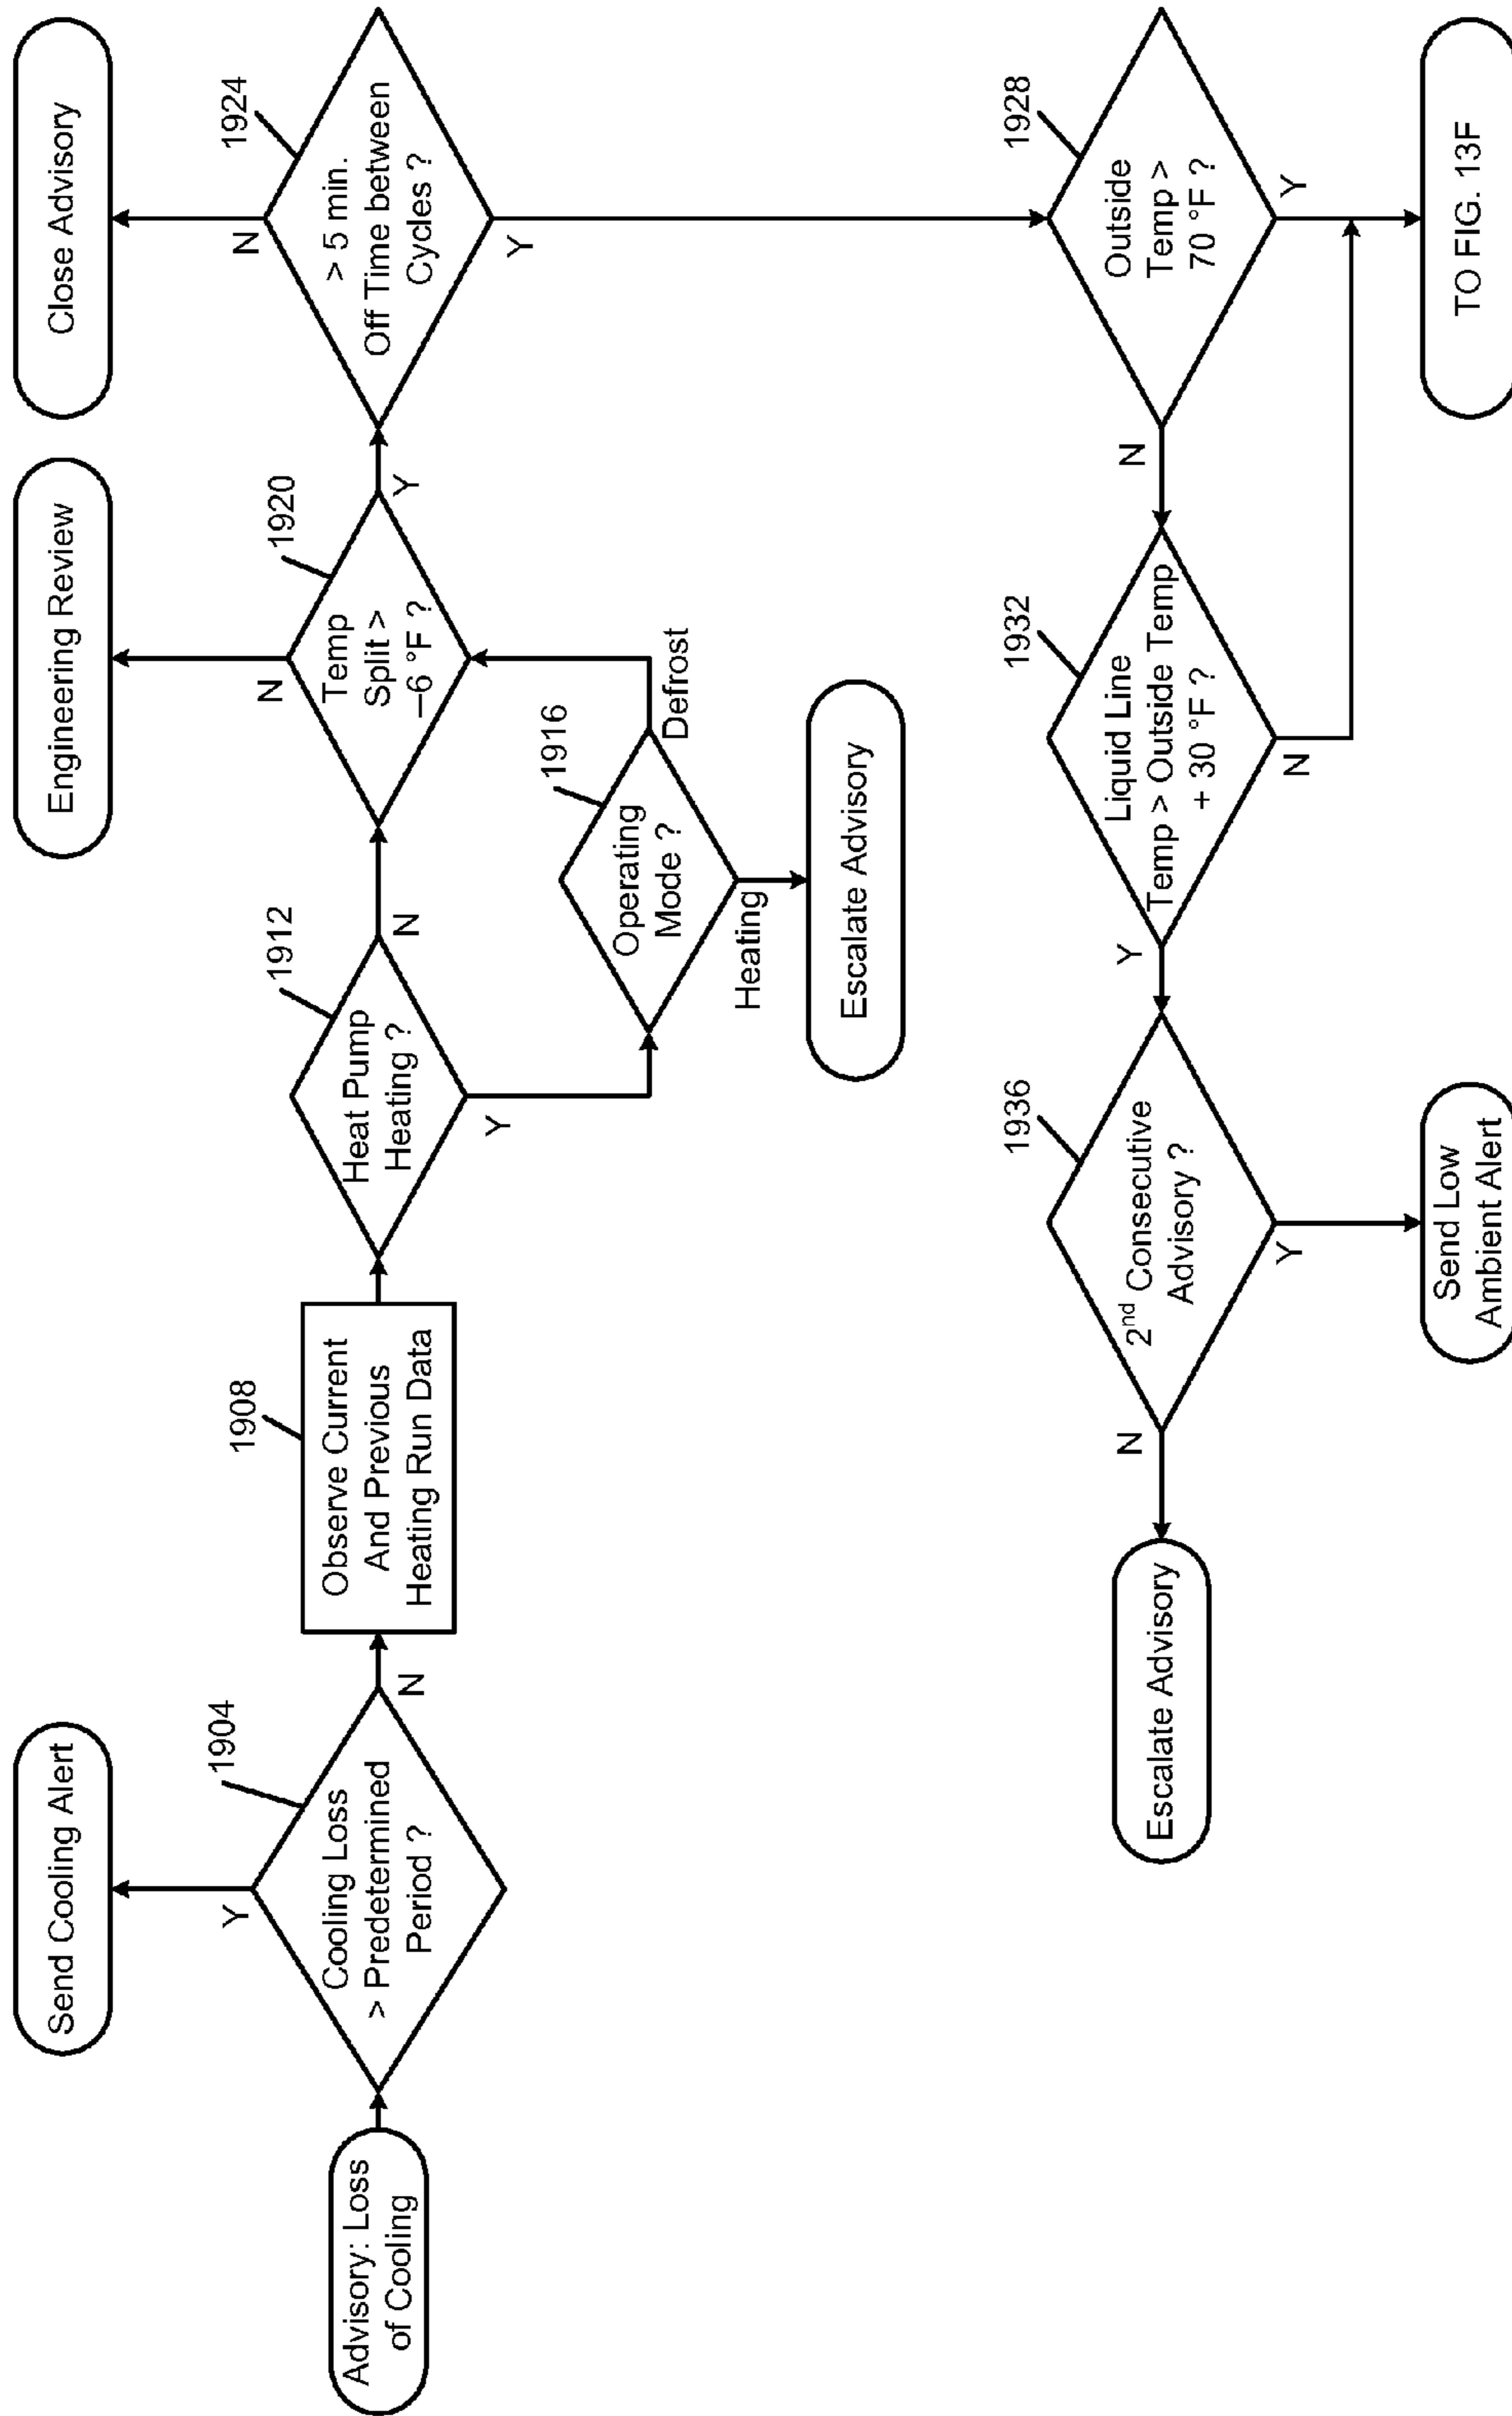 Advisory: Loss
of Cooling
1904
Cooling Loss
> Predetermined
Period ?
Y
N
Send Cooling Alert
1908
Observe Current
And Previous
Heating Run Data
1912
Heat Pump
Heating ?
N
Y
1916
Operating
Mode ?
Defrost
Heating
Escalate Advisory
1920
Temp
Split >
–6 °F ?
N
Y
Engineering Review
1924
> 5 min.
Off Time between
Cycles ?
N
Y
Close Advisory
1928
Outside
Temp >
70 °F ?
N
Y
1932
Liquid Line
Temp > Outside Temp
+ 30 °F ?
Y
N
TO FIG. 13F
1936
2nd Consecutive
Advisory ?
N
Y
Escalate Advisory
Send Low
Ambient Alert